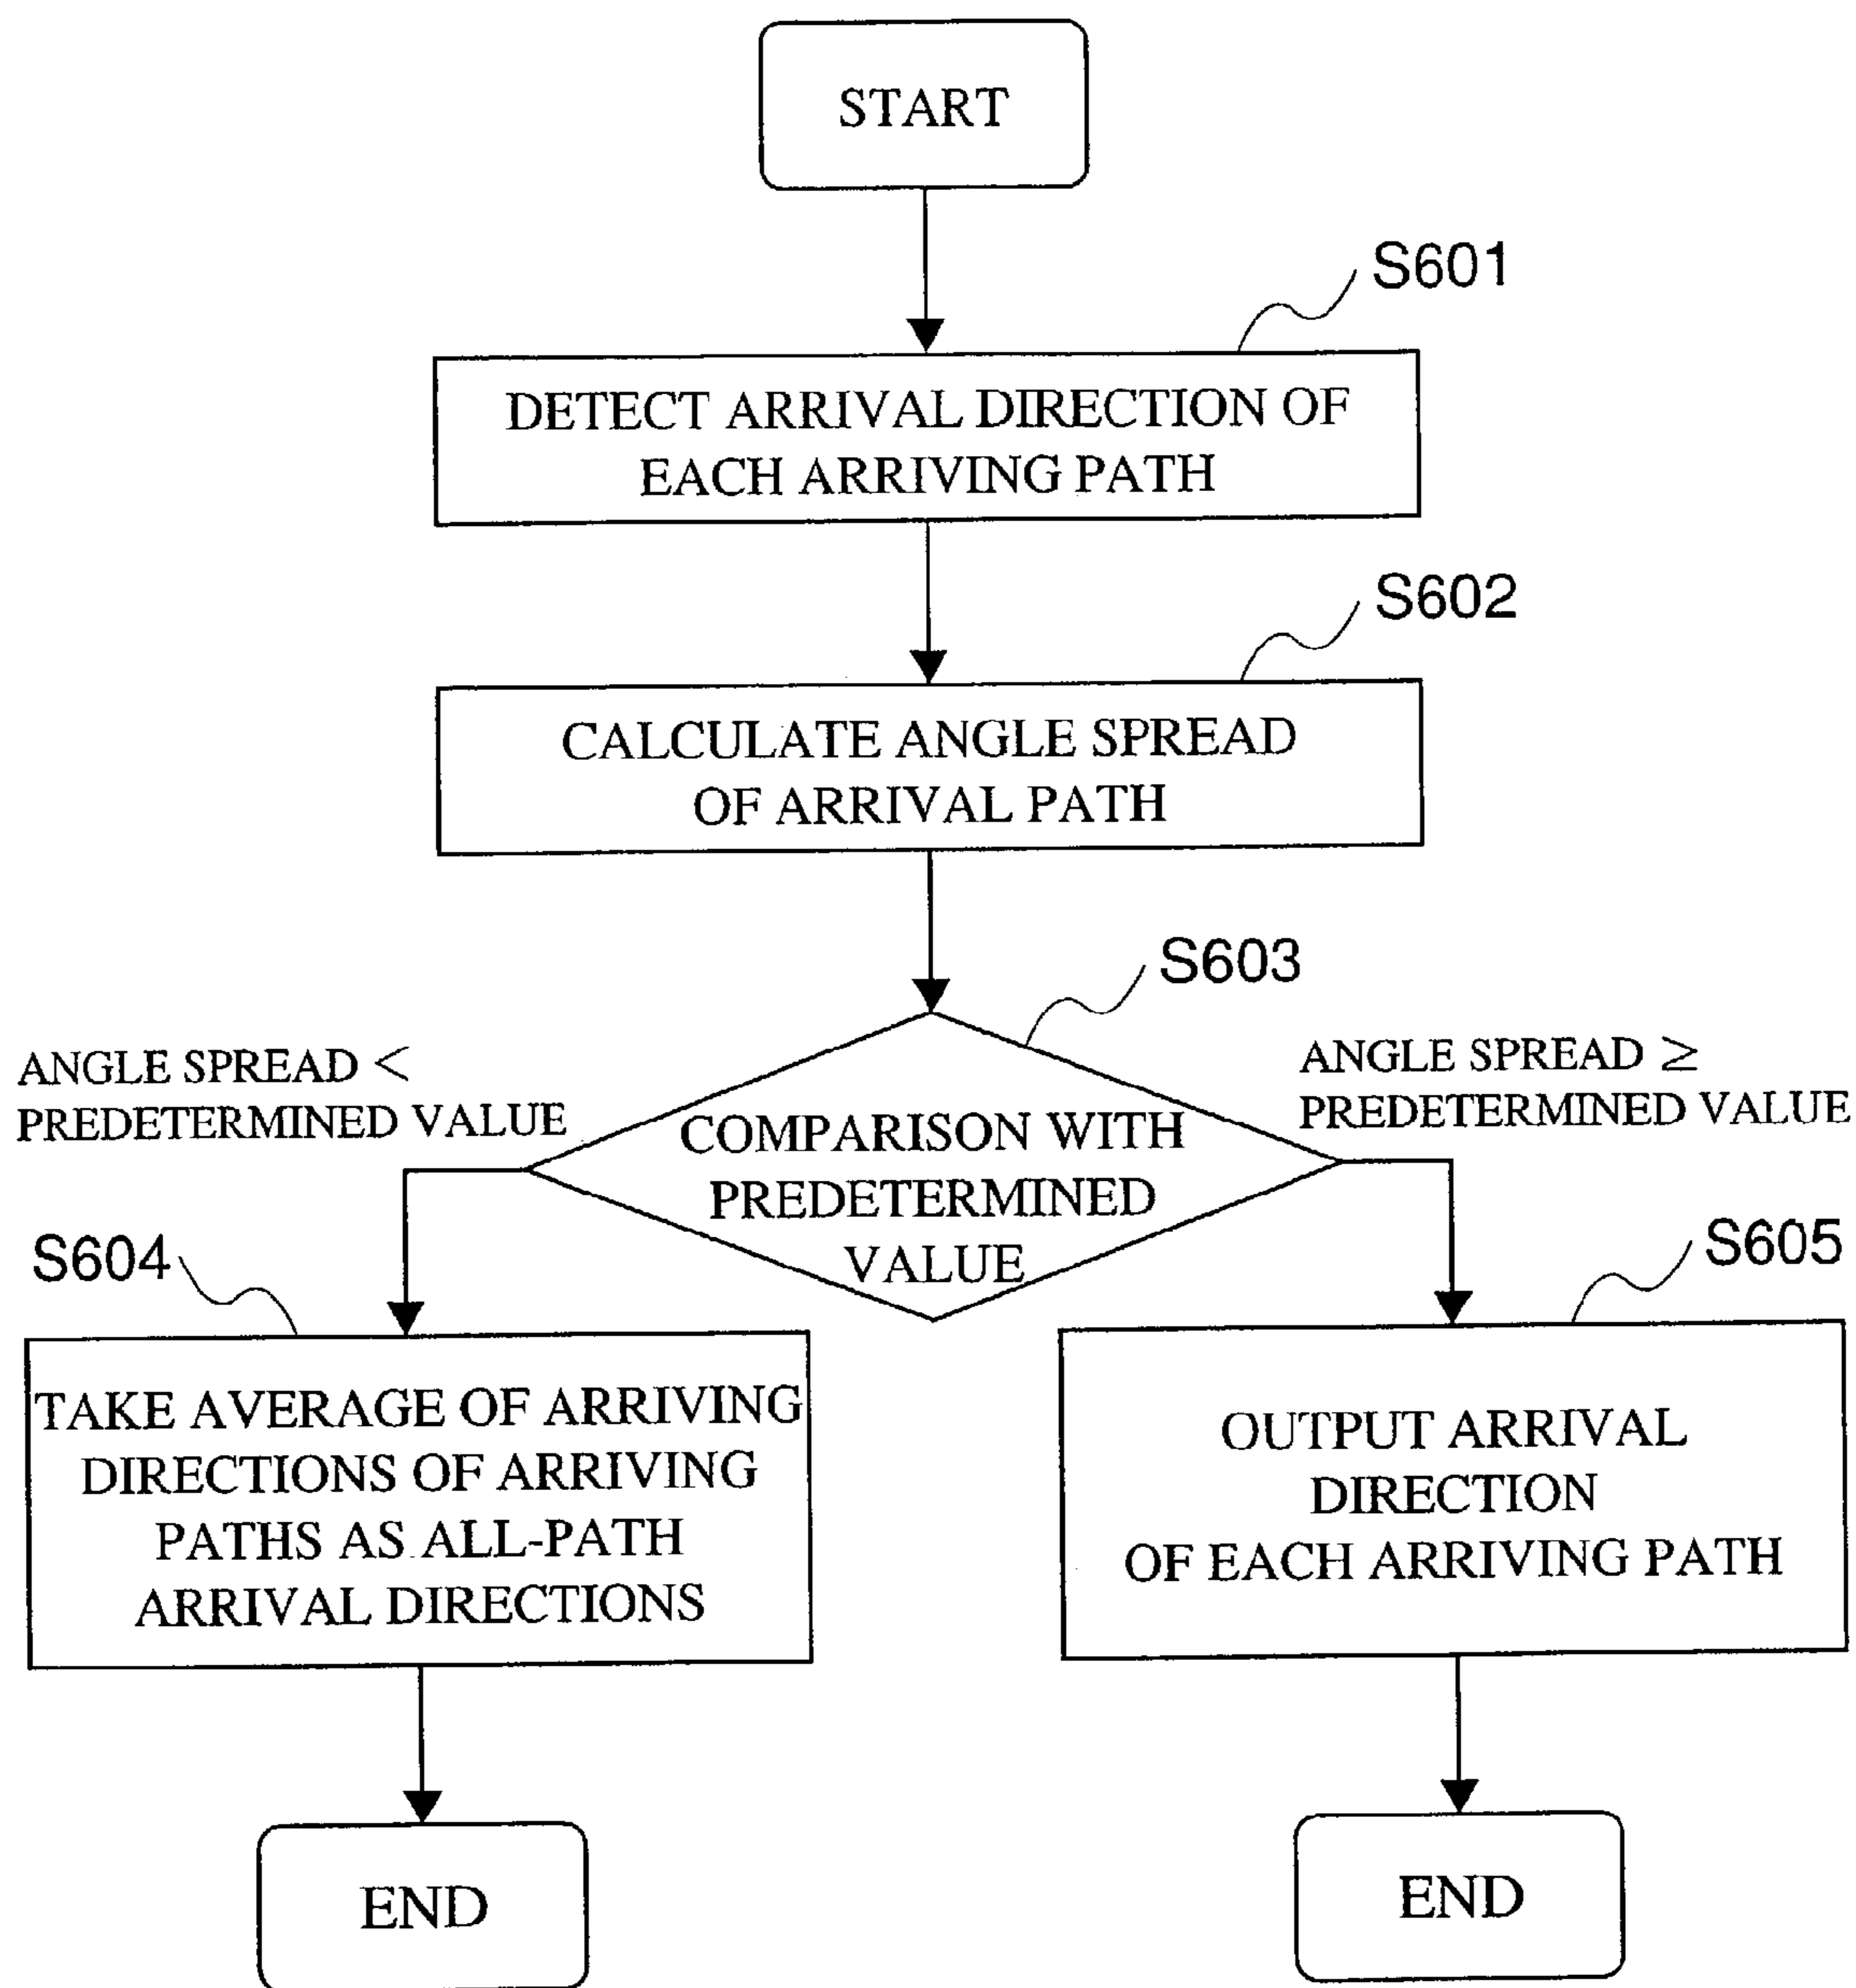 START
S601
DETECT ARRIVAL DIRECTION OF
EACH ARRIVING PATH
S602
CALCULATE ANGLE SPREAD
OF ARRIVAL PATH
S603
ANGLE SPREAD <
PREDETERMINED VALUE
ANGLE SPREAD ≥
PREDETERMINED VALUE
COMPARISON WITH
PREDETERMINED
VALUE
S604
S605
TAKE AVERAGE OF ARRIVING
DIRECTIONS OF ARRIVING
PATHS AS ALL-PATH
ARRIVAL DIRECTIONS
OUTPUT ARRIVAL
DIRECTION
OF EACH ARRIVING PATH
END
END